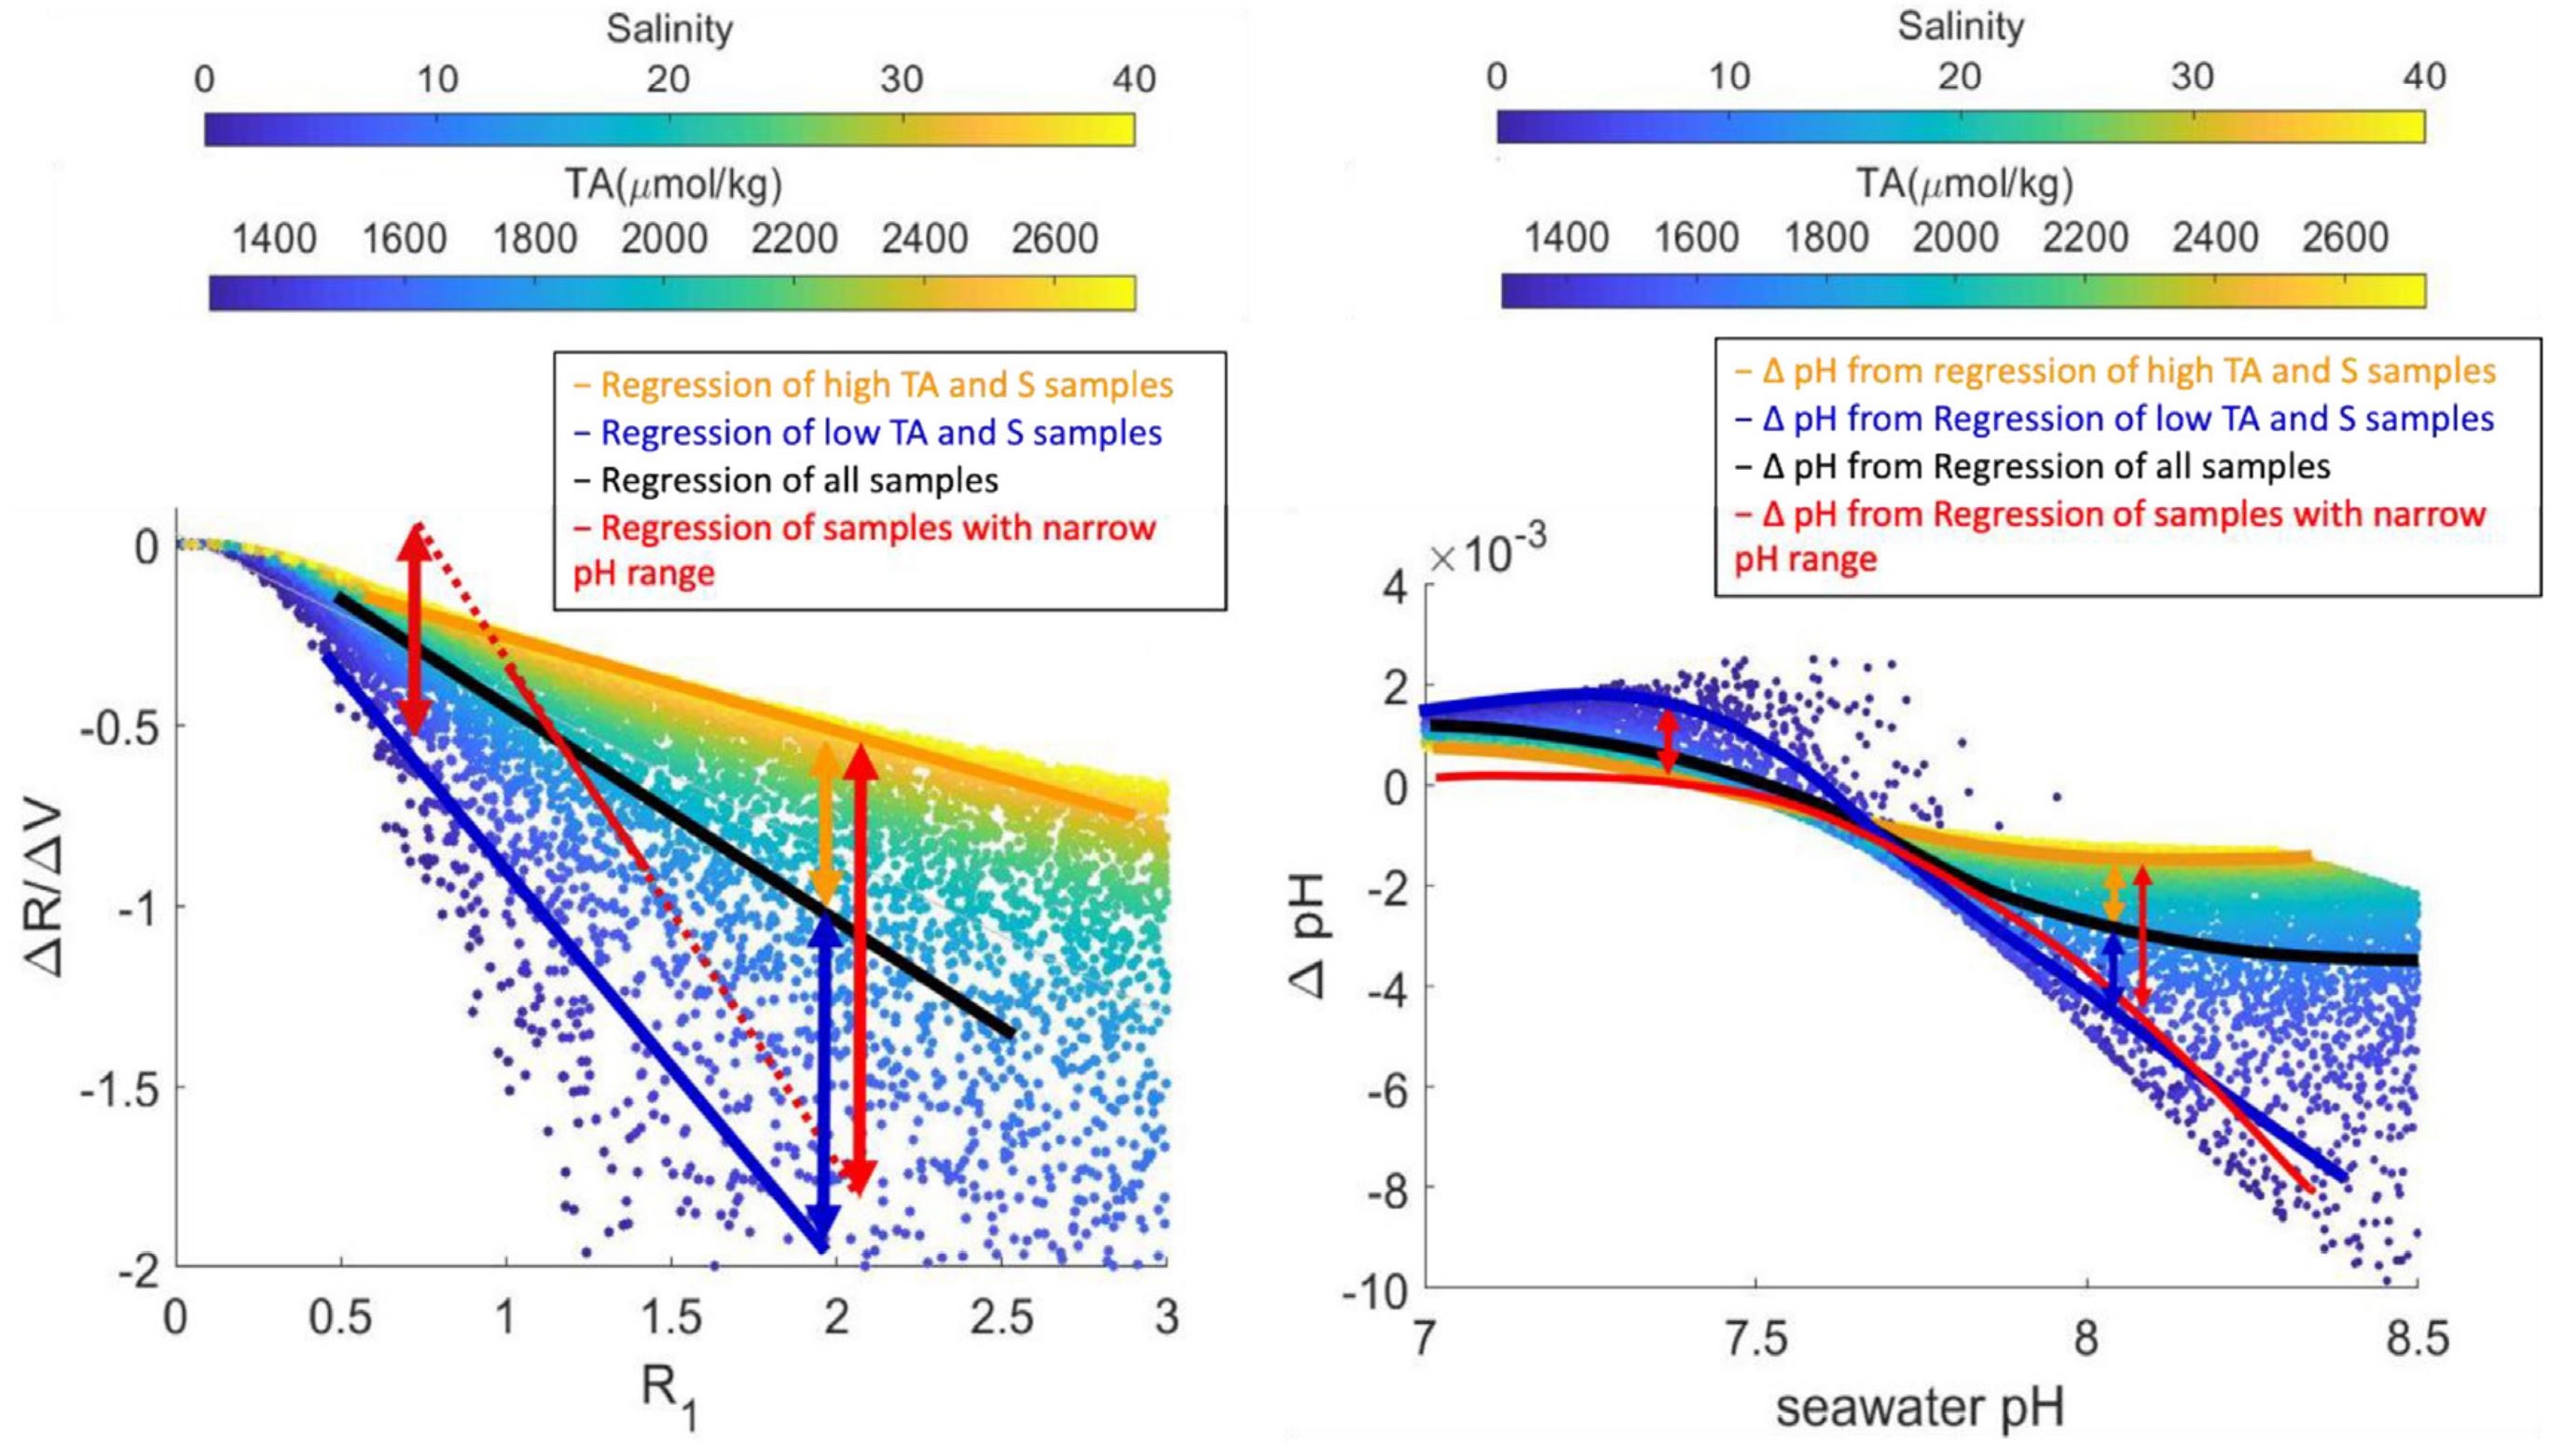 Salinity
0 10 20 30 40
TA(μmol/kg)
1400 1600 1800 2000 2200 2400 2600
– Regression of high TA and S samples
– Regression of low TA and S samples
– Regression of all samples
– Regression of samples with narrow
pH range
0
-0.5
-1
-1.5
-2
ΔR/ΔV
0 0.5 1 1.5 2 2.5 3
R1
Salinity
0 10 20 30 40
TA(μmol/kg)
1400 1600 1800 2000 2200 2400 2600
– Δ pH from regression of high TA and S samples
– Δ pH from Regression of low TA and S samples
– Δ pH from Regression of all samples
– Δ pH from Regression of samples with narrow
pH range
×10-3
4
2
0
-2
-4
-6
-8
-10
Δ pH
7 7.5 8 8.5
seawater pH